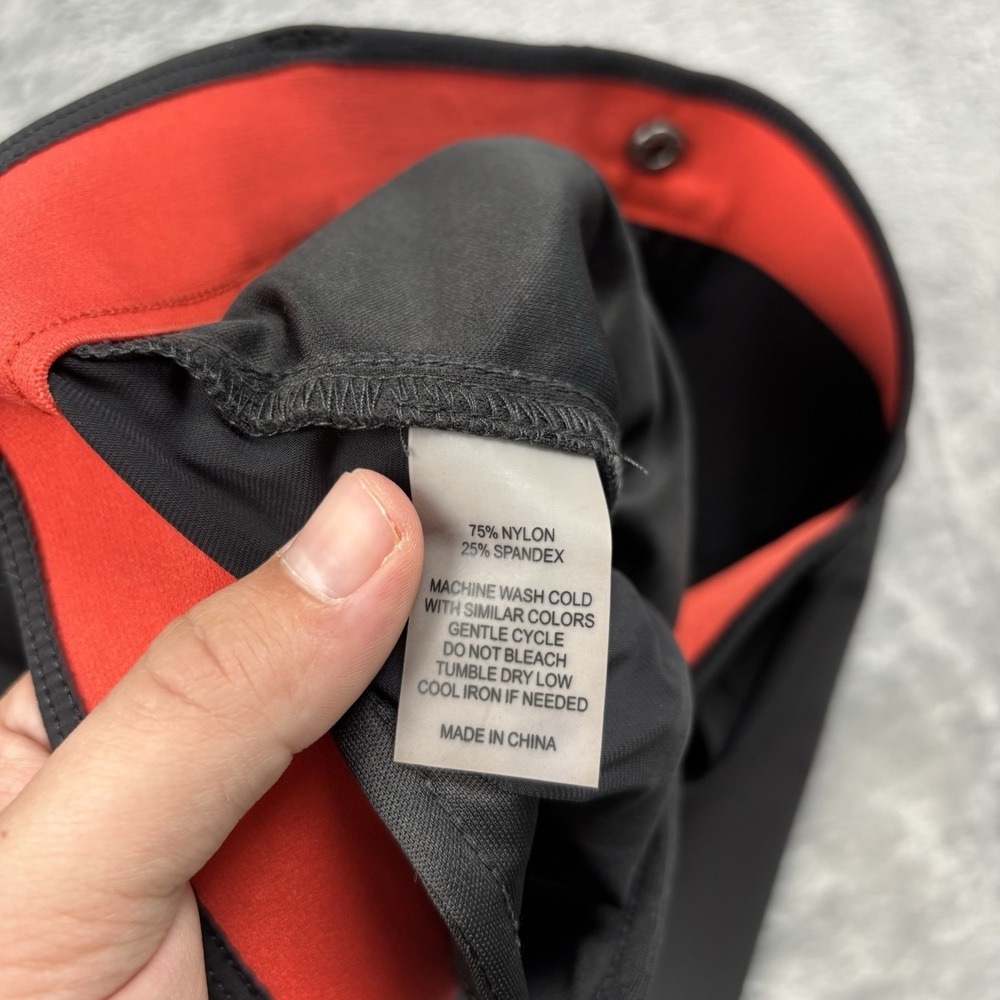 75% NYLON
25% SPANDEX
MACHINE WASH COLD
WITH SIMILAR COLORS
GENTLE CYCLE
DO NOT BLEACH
TUMBLE DRY LOW
COOL IRON IF NEEDED
MADE IN CHINA